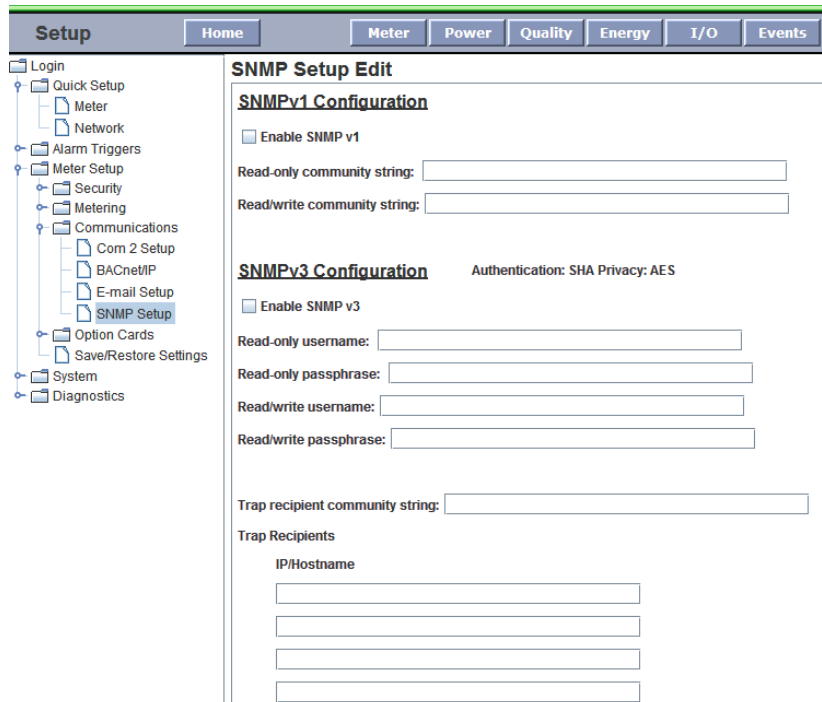 Setup
Home
Meter
Power
Quality
Energy
I/O
Events
Login
Quick Setup
Meter
Network
Alarm Triggers
Meter Setup
Security
Metering
Communications
Com 2 Setup
BACnet/IP
E-mail Setup
SNMP Setup
Option Cards
Save/Restore Settings
System
Diagnostics
SNMP Setup Edit
SNMPv1 Configuration
Enable SNMP v1
Read-only community string:
Read/write community string:
SNMPv3 Configuration
Authentication: SHA Privacy: AES
Enable SNMP v3
Read-only username:
Read-only passphrase:
Read/write username:
Read/write passphrase:
Trap recipient community string:
Trap Recipients
IP/Hostname